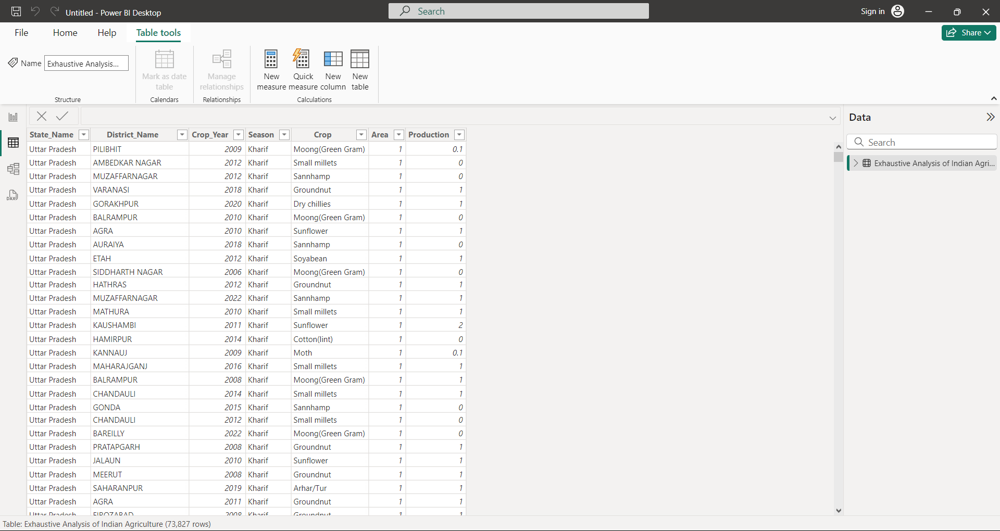 Untitled - Power BI Desktop
Search
Sign in
File Home Help Table tools
Share
Name Exhaustive Analysis...
Mark as date table
Manage relationships
New measure
Quick measure
New column
New table
Structure
Calendars
Relationships
Calculations
DAX
Data
Search
Exhaustive Analysis of Indian Agri...
State_Name District_Name Crop_Year Season Crop Area Production
Uttar Pradesh PILIBHIT 2009 Kharif Moong(Green Gram) 1 0.1
Uttar Pradesh AMBEDKAR NAGAR 2012 Kharif Small millets 1 0
Uttar Pradesh MUZAFFARNAGAR 2012 Kharif Sannhamp 1 0
Uttar Pradesh VARANASI 2018 Kharif Groundnut 1 1
Uttar Pradesh GORAKHPUR 2020 Kharif Dry chillies 1 1
Uttar Pradesh BALRAMPUR 2010 Kharif Moong(Green Gram) 1 0
Uttar Pradesh AGRA 2010 Kharif Sunflower 1 1
Uttar Pradesh AURAIYA 2018 Kharif Sannhamp 1 0
Uttar Pradesh ETAH 2012 Kharif Soyabean 1 1
Uttar Pradesh SIDDHARTH NAGAR 2006 Kharif Moong(Green Gram) 1 0
Uttar Pradesh HATHRAS 2012 Kharif Groundnut 1 1
Uttar Pradesh MUZAFFARNAGAR 2022 Kharif Sannhamp 1 1
Uttar Pradesh MATHURA 2010 Kharif Small millets 1 1
Uttar Pradesh KAUSHAMBI 2011 Kharif Sunflower 1 2
Uttar Pradesh HAMIRPUR 2014 Kharif Cotton(lint) 1 0
Uttar Pradesh KANNAUJ 2009 Kharif Moth 1 0.1
Uttar Pradesh MAHARAJGANJ 2016 Kharif Small millets 1 1
Uttar Pradesh BALRAMPUR 2008 Kharif Moong(Green Gram) 1 1
Uttar Pradesh CHANDAULI 2014 Kharif Small millets 1 1
Uttar Pradesh GONDA 2015 Kharif Sannhamp 1 0
Uttar Pradesh CHANDAULI 2012 Kharif Small millets 1 0
Uttar Pradesh BAREILLY 2022 Kharif Moong(Green Gram) 1 0
Uttar Pradesh PRATAPGARH 2008 Kharif Groundnut 1 1
Uttar Pradesh JALAUN 2010 Kharif Sunflower 1 1
Uttar Pradesh MEERUT 2008 Kharif Groundnut 1 1
Uttar Pradesh SAHARANPUR 2019 Kharif Arhar/Tur 1 1
Uttar Pradesh AGRA 2011 Kharif Groundnut 1 1
Uttar Pradesh FIROZABAD 2008 Kharif Groundnut 1 1
Table: Exhaustive Analysis of Indian Agriculture (73,827 rows)